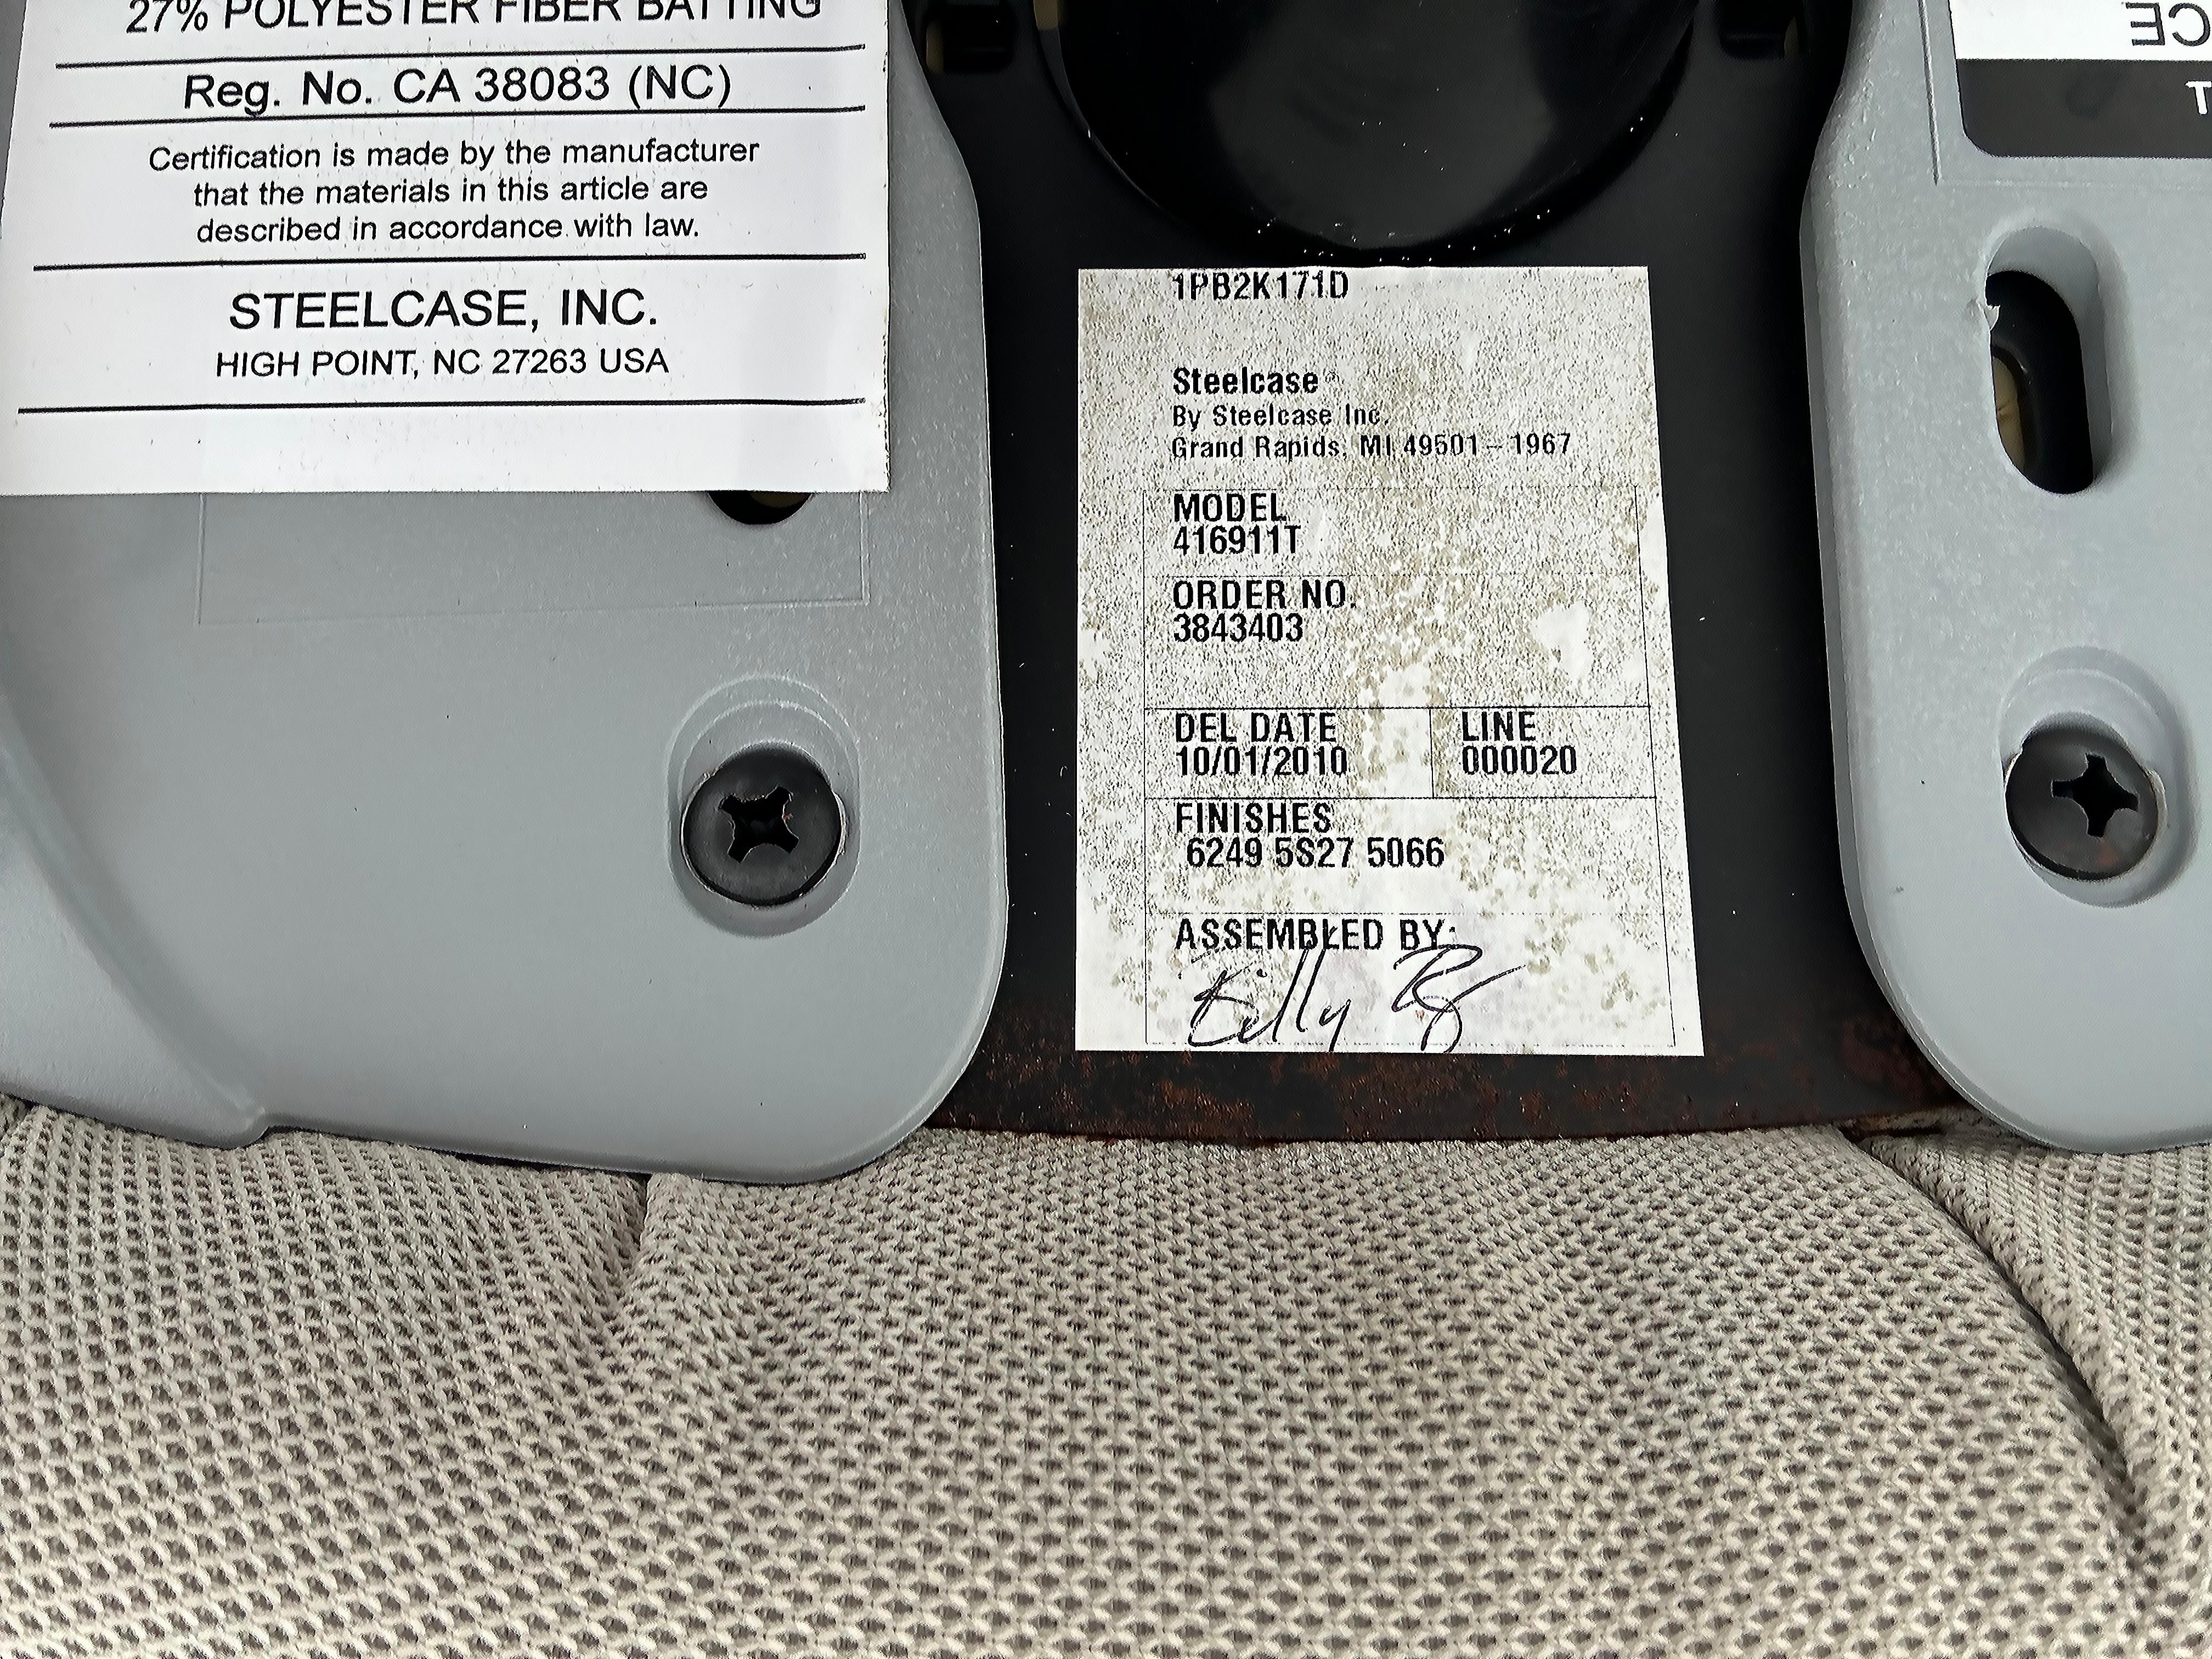 27% POLYESTER FIBER BATTING
Reg. No. CA 38083 (NC)
Certification is made by the manufacturer
that the materials in this article are
described in accordance with law.
STEELCASE, INC.
HIGH POINT, NC 27263 USA
1PB2K171D
Steelcase®
By Steelcase Inc.
Grand Rapids, MI 49501-1967
MODEL
416911T
ORDER NO.
3843403
DEL DATE
10/01/2010
LINE
000020
FINISHES
6249 5S27 5066
ASSEMBLED BY:
Billy
CE
T